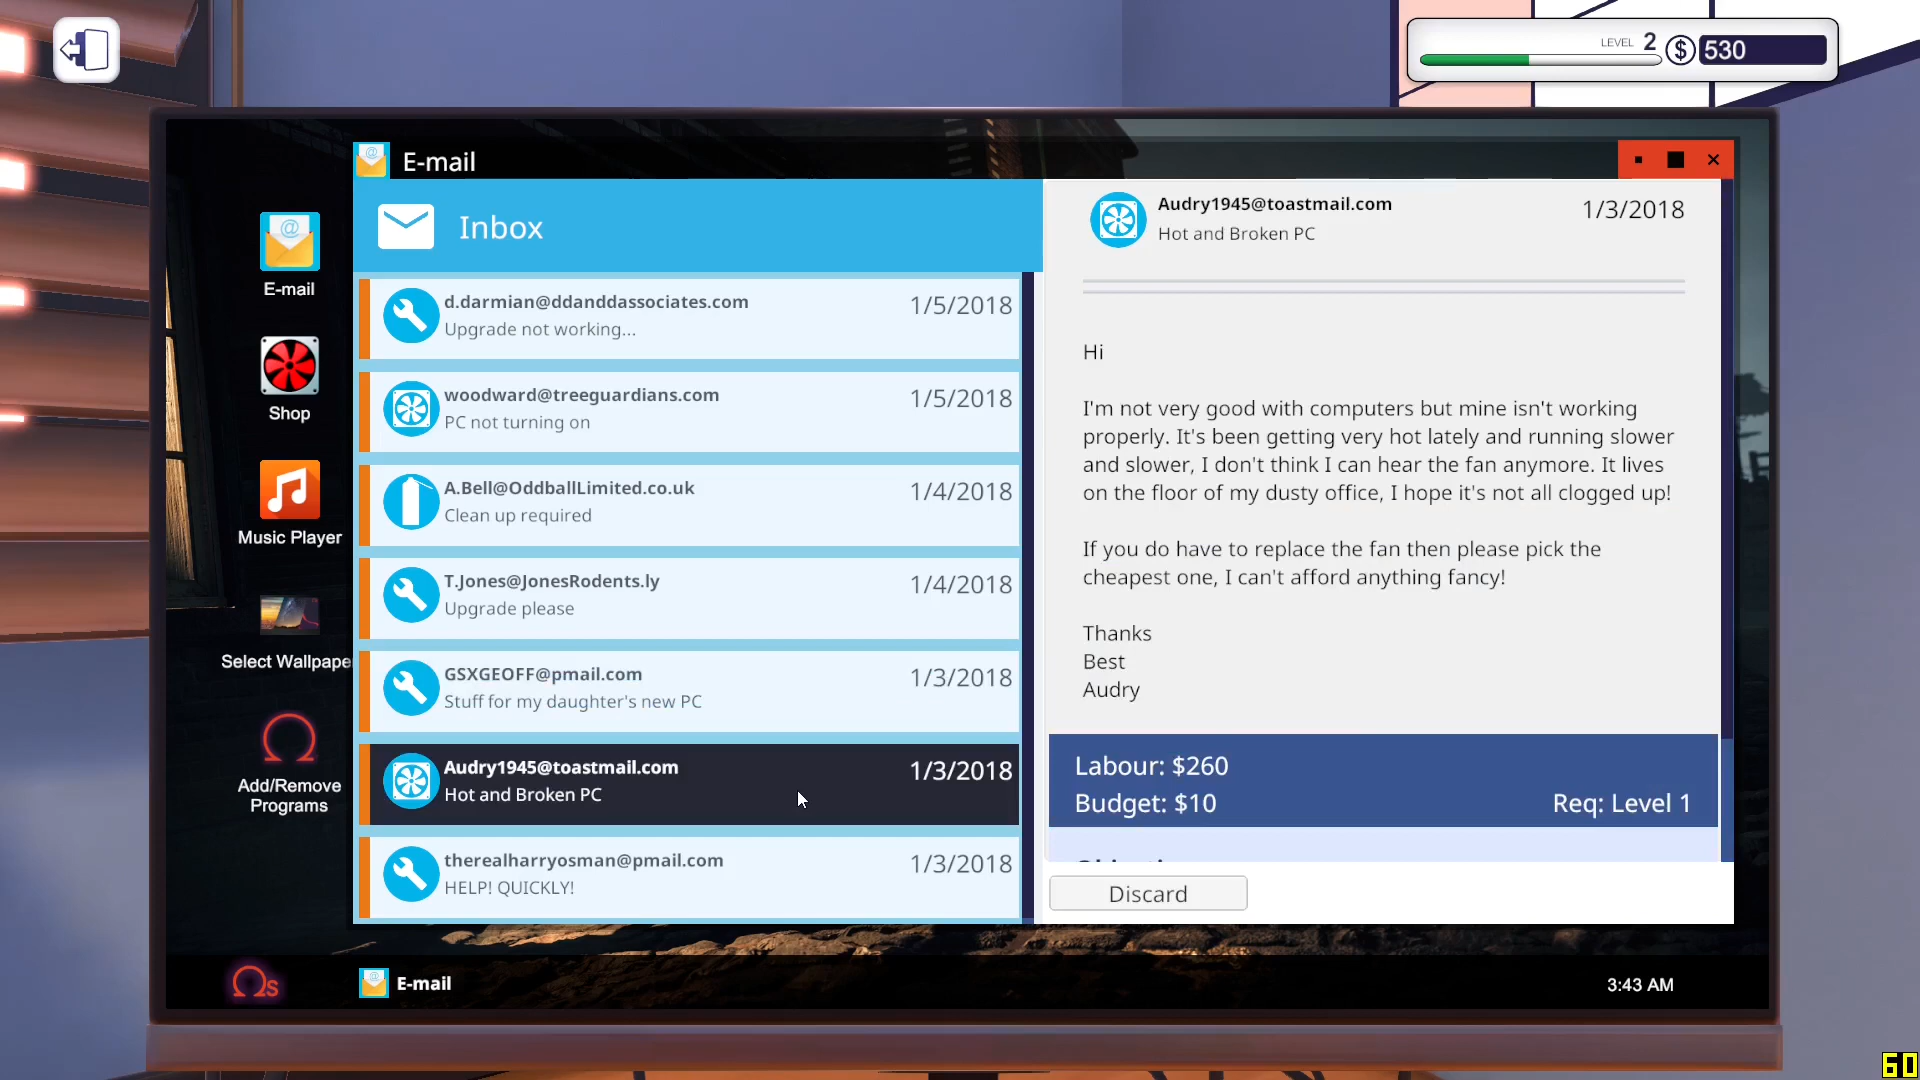 LEVEL 2 $ 530
E-mail
Inbox
d.darmian@ddanddassociates.com 1/5/2018
Upgrade not working...
woodward@treeguardians.com 1/5/2018
PC not turning on
A.Bell@OddballLimited.co.uk 1/4/2018
Clean up required
T.Jones@JonesRodents.ly 1/4/2018
Upgrade please
GSXGEOFF@pmail.com 1/3/2018
Stuff for my daughter's new PC
Audry1945@toastmail.com 1/3/2018
Hot and Broken PC
therealharryosman@pmail.com 1/3/2018
HELP! QUICKLY!
E-mail
Shop
Music Player
Select Wallpape
Add/Remove
Programs
Audry1945@toastmail.com 1/3/2018
Hot and Broken PC
Hi
I'm not very good with computers but mine isn't working
properly. It's been getting very hot lately and running slower
and slower, I don't think I can hear the fan anymore. It lives
on the floor of my dusty office, I hope it's not all clogged up!
If you do have to replace the fan then please pick the
cheapest one, I can't afford anything fancy!
Thanks
Best
Audry
Labour: $260
Budget: $10 Req: Level 1
Discard
Ωs
E-mail
3:43 AM
60